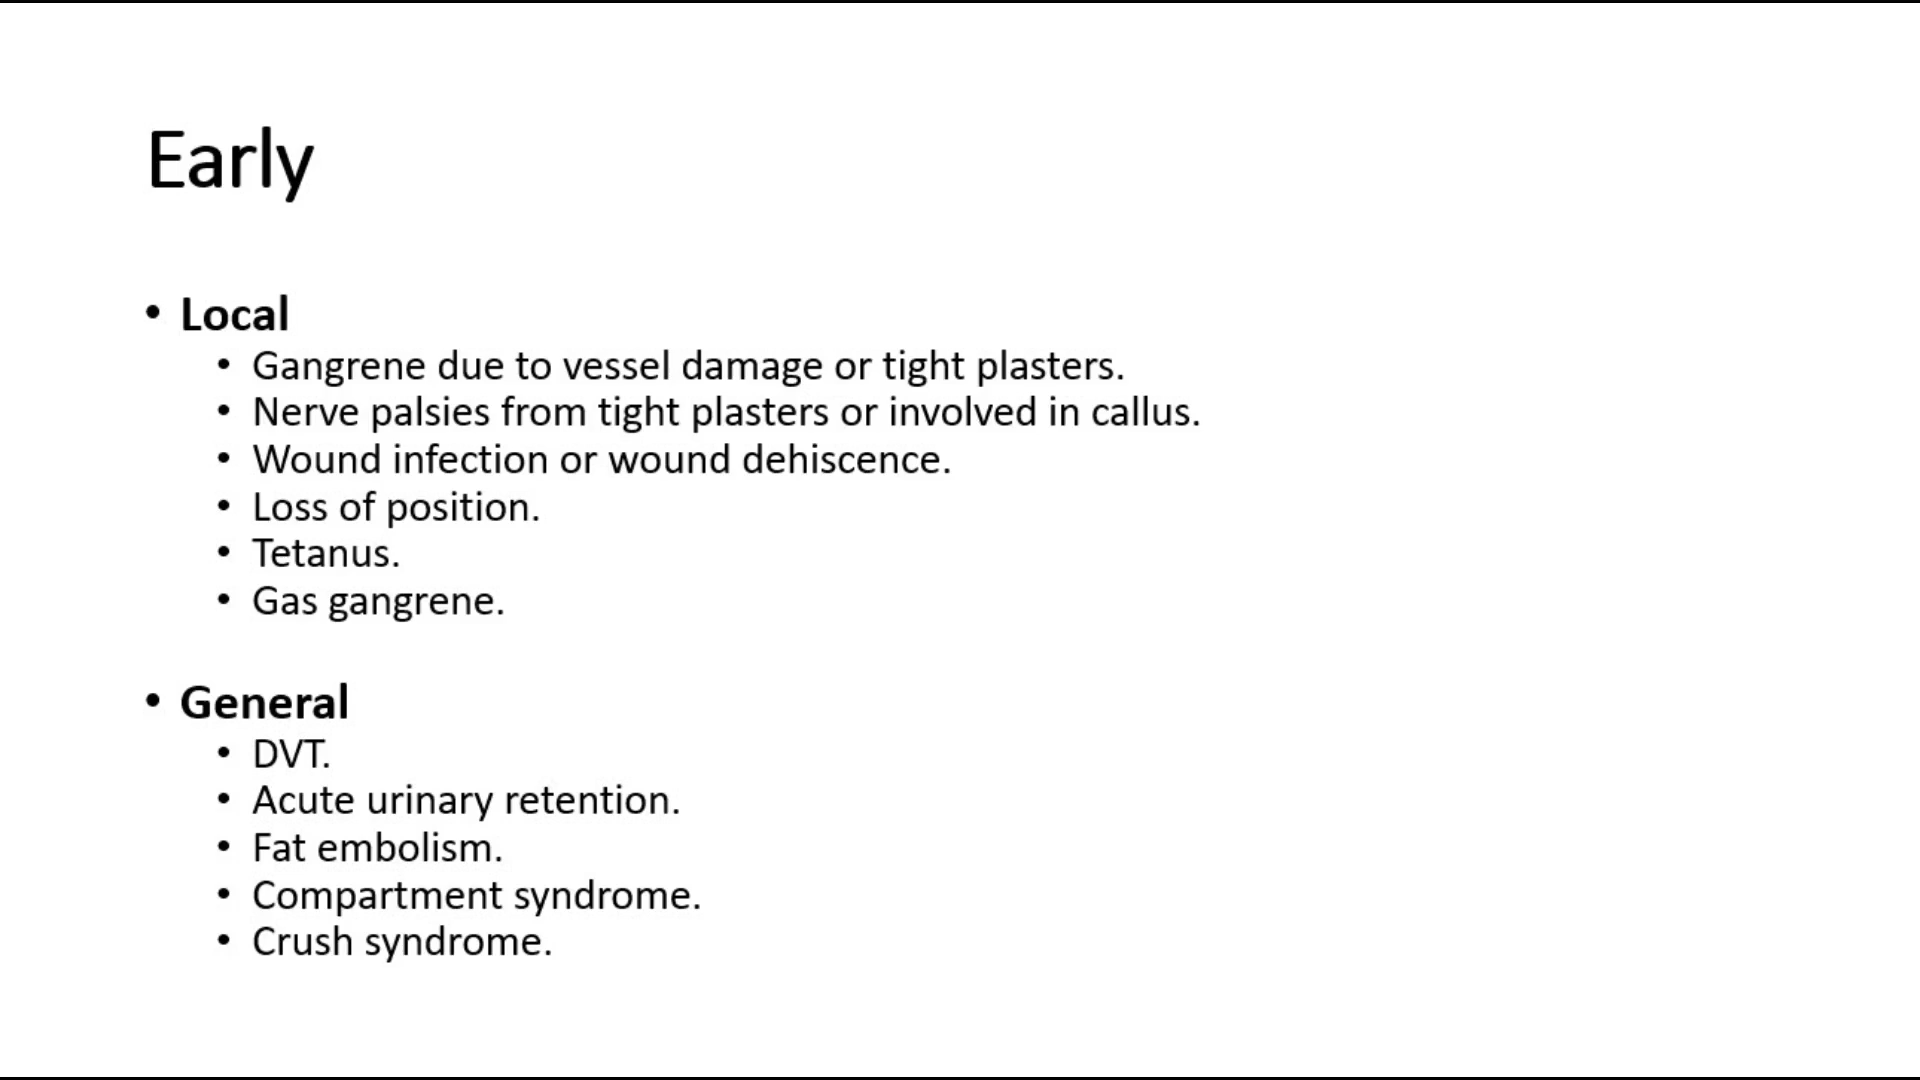 Early
• Local
• Gangrene due to vessel damage or tight plasters.
• Nerve palsies from tight plasters or involved in callus.
• Wound infection or wound dehiscence.
• Loss of position.
• Tetanus.
• Gas gangrene.
• General
• DVT.
• Acute urinary retention.
• Fat embolism.
• Compartment syndrome.
• Crush syndrome.